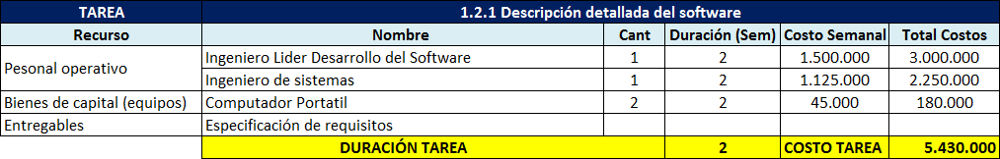 TAREA 1.2.1 Descripción detallada del software
Recurso Nombre Cant Duración (Sem) Costo Semanal Total Costos
Pesonal operativo Ingeniero Lider Desarrollo del Software 1 2 1.500.000 3.000.000
Ingeniero de sistemas 1 2 1.125.000 2.250.000
Bienes de capital (equipos) Computador Portatil 2 2 45.000 180.000
Entregables Especificación de requisitos
DURACIÓN TAREA 2 COSTO TAREA 5.430.000